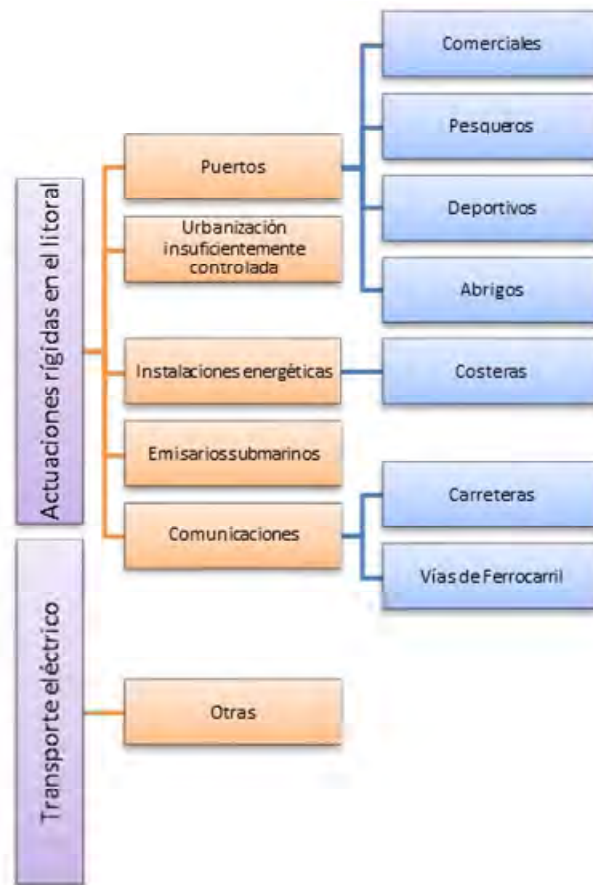 Actuaciones rígidas en el litoral
Puertos
Comerciales
Pesqueros
Deportivos
Abrigos
Urbanización
insuficientemente
controlada
Instalaciones energéticas
Costeras
Emisarios submarinos
Comunicaciones
Carreteras
Vías de Ferrocarril
Transporte eléctrico
Otras